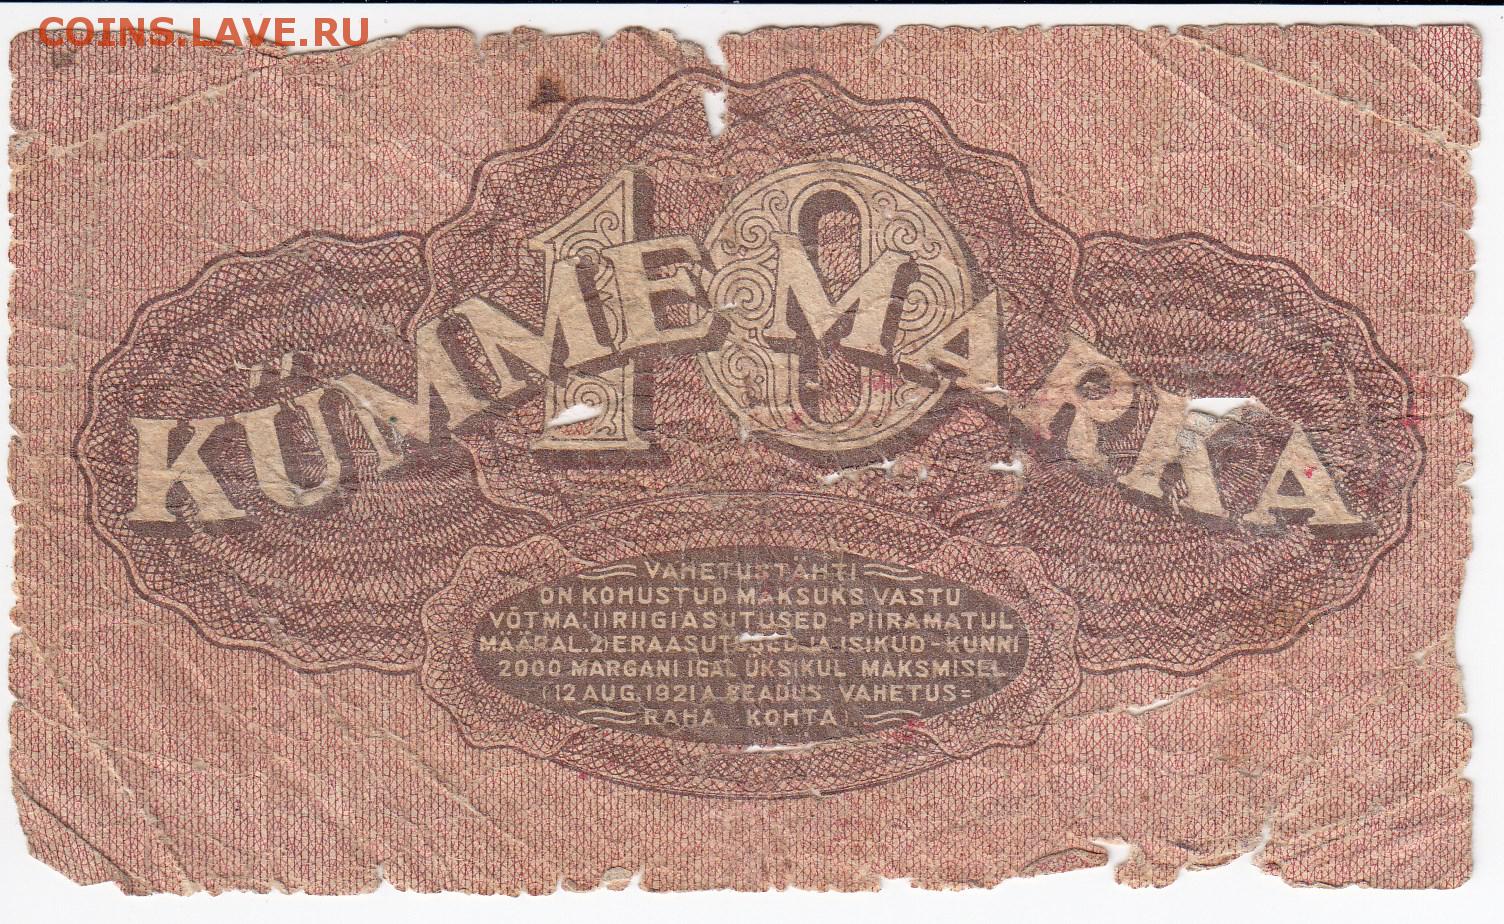 COINS.LAVE.RU
10
KÜMME MARKA
VAHETUSTÄHTI
ON KOHUSTUD MAKSUKS VASTU
VÕTMA: 1) RIIGIASUTUSED - PIIRAMATUL
MÄÄRAL. 2) ERAASUTUSED JA ISIKUD - KUNNI
2000 MARGANI IGAL ÜKSIKUL MAKSMISEL
(12 AUG. 1921 A. SEADUS VAHETUS=
RAHA KOHTA).